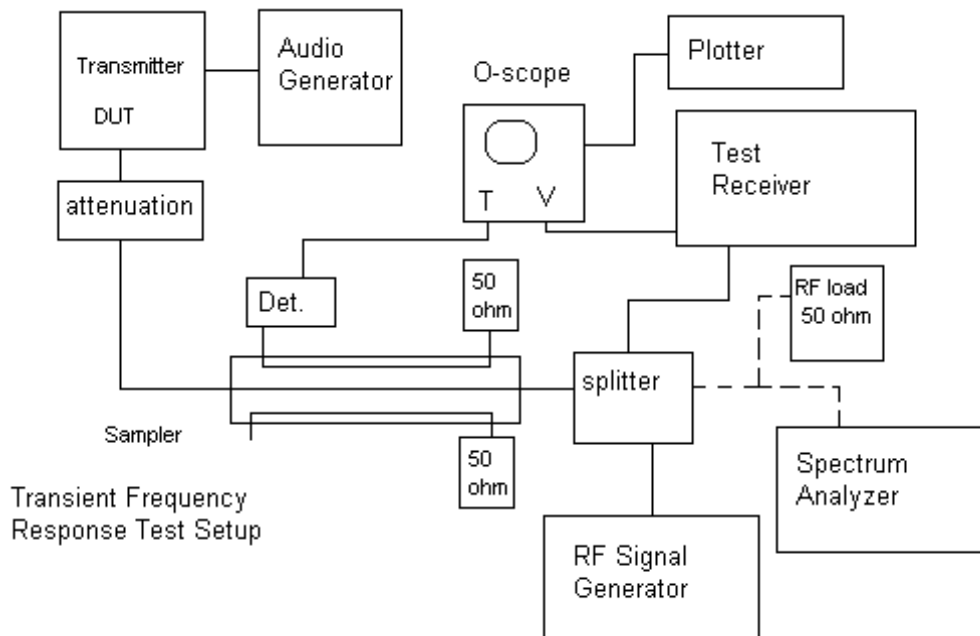 Transmitter
DUT
Audio
Generator
O-scope
Plotter
attenuation
T V
Test
Receiver
Det.
50
ohm
RF load
50 ohm
splitter
Sampler
50
ohm
Spectrum
Analyzer
Transient Frequency
Response Test Setup
RF Signal
Generator